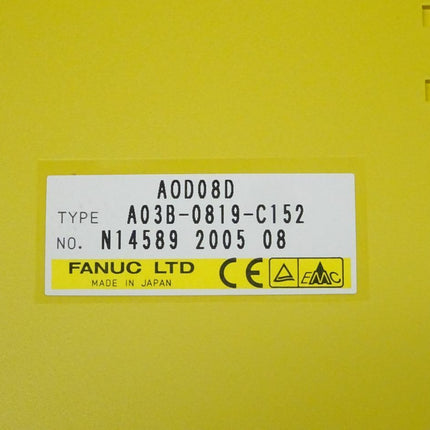 AOD08D
TYPE A03B-0819-C152
NO. N14589 2005 08
FANUC LTD
MADE IN JAPAN
CE
EMC